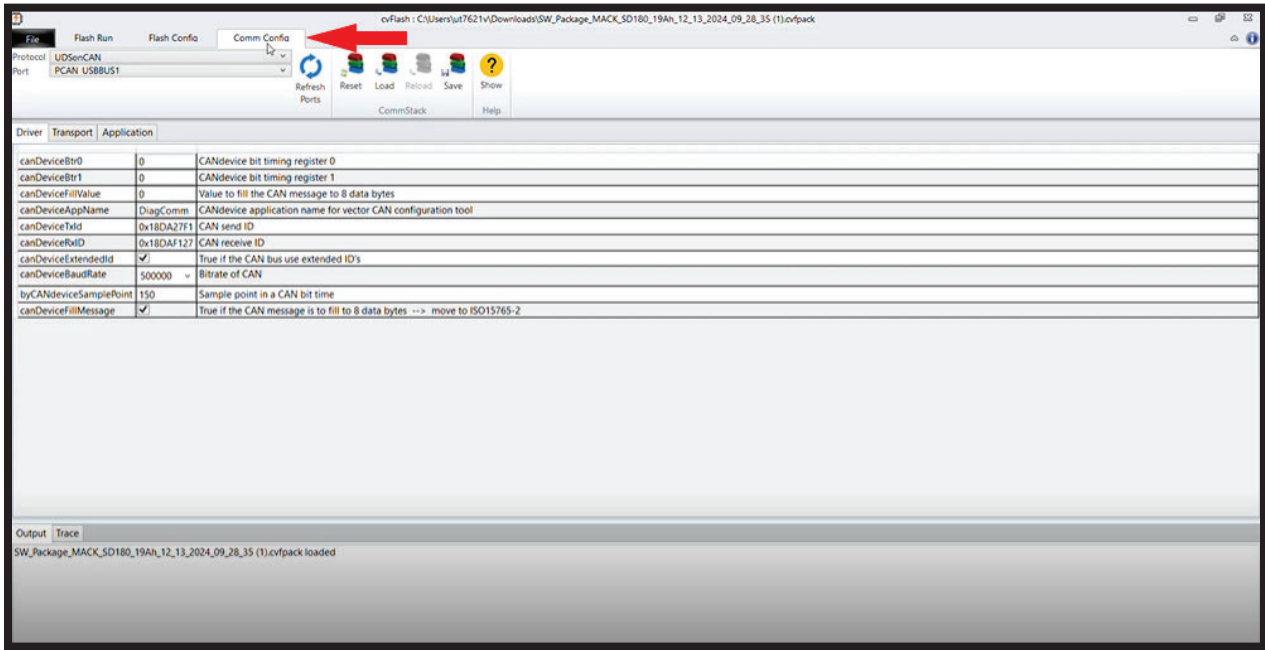 cvFlash : C:\Users\ut7621v\Downloads\SW_Package_MACK_SD180_19Ah_12_13_2024_09_28_35 (1).cvfpack
File Flash Run Flash Config Comm Config
Protocol UDSonCAN
Port PCAN_USBBUS1
Refresh Ports
Reset Load Reload Save Show
CommStack Help
Driver Transport Application
canDeviceBtr0 0 CANdevice bit timing register 0
canDeviceBtr1 0 CANdevice bit timing register 1
canDeviceFillValue 0 Value to fill the CAN message to 8 data bytes
canDeviceAppName DiagComm CANdevice application name for vector CAN configuration tool
canDeviceTxId 0x18DA27F1 CAN send ID
canDeviceRxID 0x18DAF127 CAN receive ID
canDeviceExtendedId True if the CAN bus use extended ID's
canDeviceBaudRate 500000 Bitrate of CAN
byCANdeviceSamplePoint 150 Sample point in a CAN bit time
canDeviceFillMessage True if the CAN message is to fill to 8 data bytes --> move to ISO15765-2
Output Trace
SW_Package_MACK_SD180_19Ah_12_13_2024_09_28_35 (1).cvfpack loaded